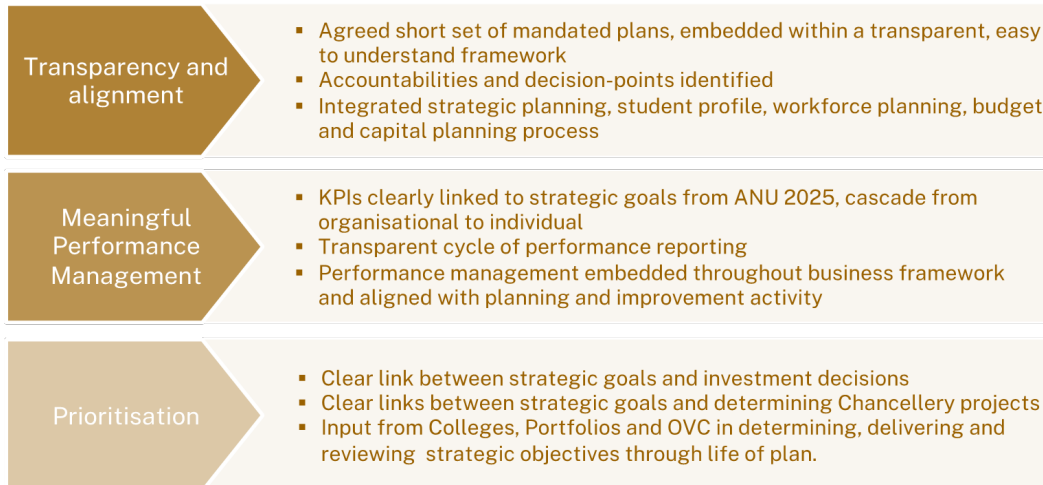 Transparency and
alignment
▪ Agreed short set of mandated plans, embedded within a transparent, easy
to understand framework
▪ Accountabilities and decision-points identified
▪ Integrated strategic planning, student profile, workforce planning, budget
and capital planning process
Meaningful
Performance
Management
▪ KPIs clearly linked to strategic goals from ANU 2025, cascade from
organisational to individual
▪ Transparent cycle of performance reporting
▪ Performance management embedded throughout business framework
and aligned with planning and improvement activity
Prioritisation
▪ Clear link between strategic goals and investment decisions
▪ Clear links between strategic goals and determining Chancellery projects
▪ Input from Colleges, Portfolios and OVC in determining, delivering and
reviewing strategic objectives through life of plan.